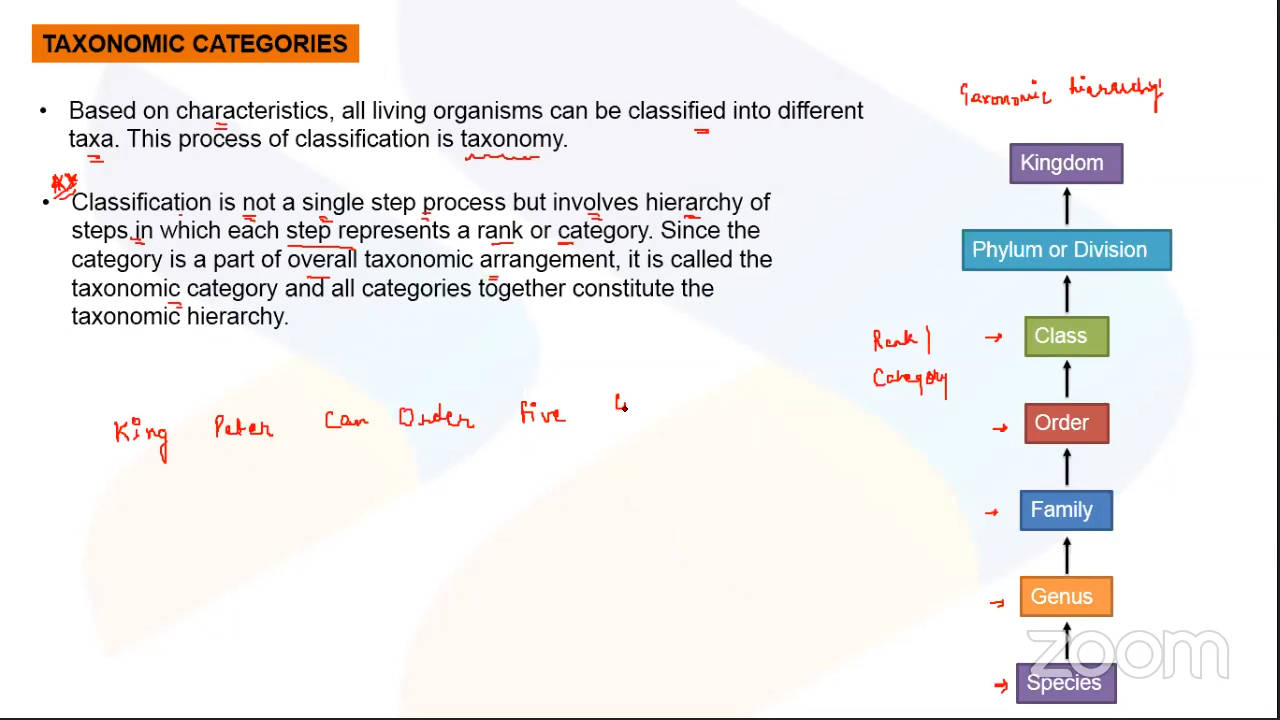 TAXONOMIC CATEGORIES
• Based on characteristics, all living organisms can be classified into different
taxa. This process of classification is taxonomy.
• Classification is not a single step process but involves hierarchy of
steps in which each step represents a rank or category. Since the
category is a part of overall taxonomic arrangement, it is called the
taxonomic category and all categories together constitute the
taxonomic hierarchy.
King Peter Can Order Five
Taxonomic hierarchy
Kingdom
Phylum or Division
Class
Rank /
Category
Order
Family
Genus
Species
zoom